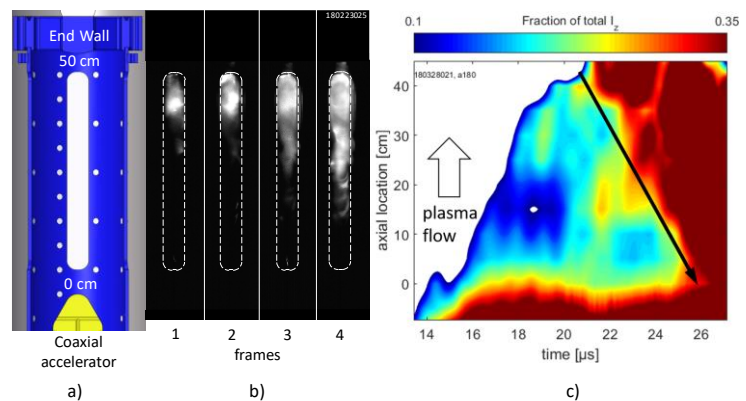 End Wall
50 cm
0 cm
Coaxial
accelerator
a)
180223025
1 2 3 4
frames
b)
Fraction of total I_z
0.1 0.35
180328021, a180
axial location [cm]
40
30
20
10
0
plasma
flow
14 16 18 20 22 24 26
time [µs]
c)